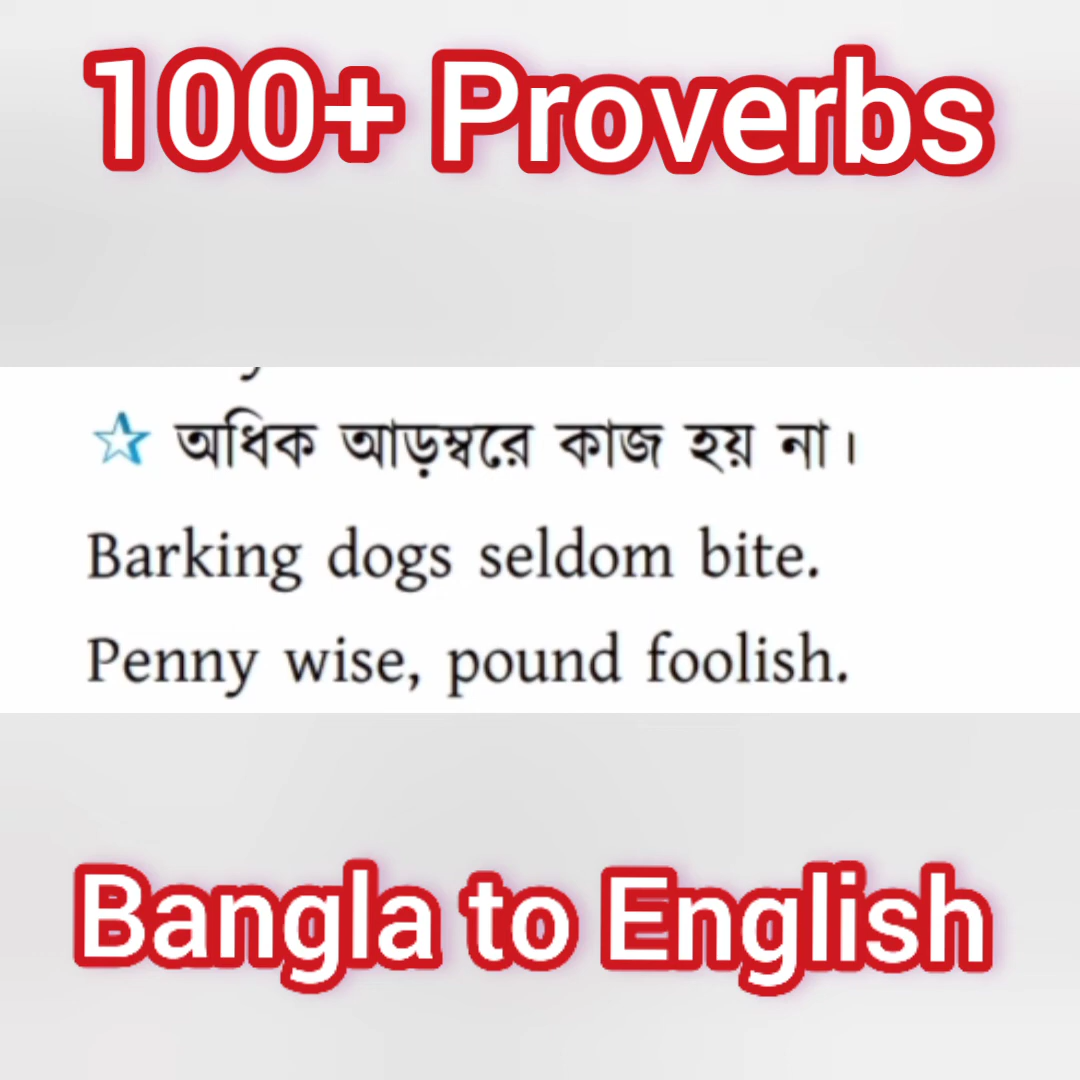 100+ Proverbs
☆ অধিক আড়ম্বরে কাজ হয় না।
Barking dogs seldom bite.
Penny wise, pound foolish.
Bangla to English